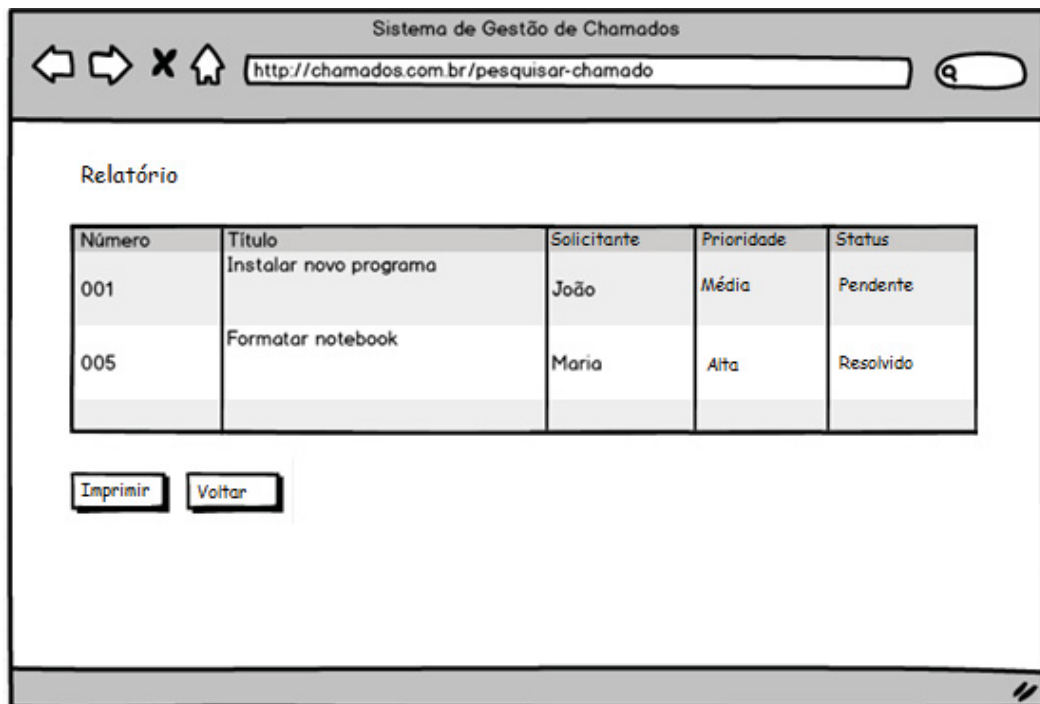 Sistema de Gestão de Chamados
http://chamados.com.br/pesquisar-chamado
Relatório
Número Título Solicitante Prioridade Status
001 Instalar novo programa João Média Pendente
005 Formatar notebook Maria Alta Resolvido
Imprimir Voltar